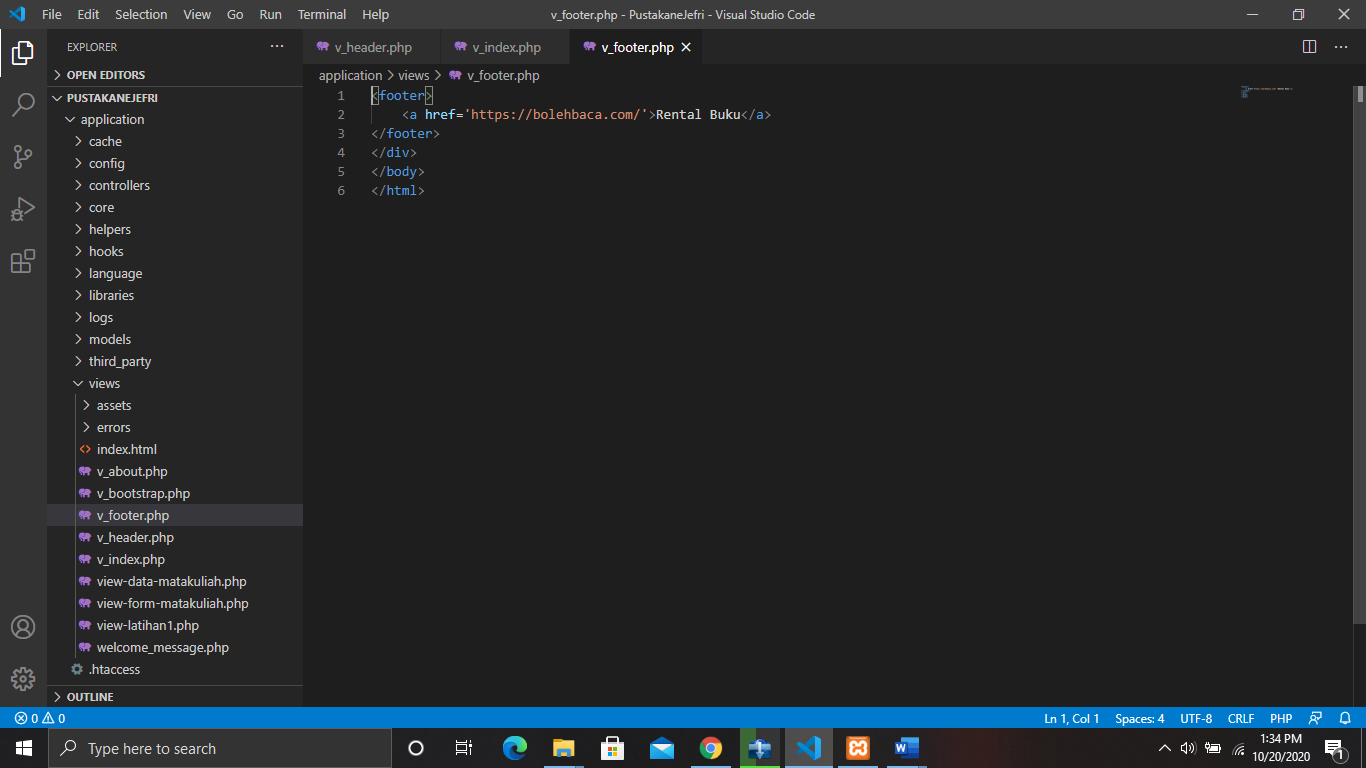 File Edit Selection View Go Run Terminal Help v_footer.php - PustakaneJefri - Visual Studio Code
EXPLORER
OPEN EDITORS
PUSTAKANEJEFRI
application
cache
config
controllers
core
helpers
hooks
language
libraries
logs
models
third_party
views
assets
errors
index.html
v_about.php
v_bootstrap.php
v_footer.php
v_header.php
v_index.php
view-data-matakuliah.php
view-form-matakuliah.php
view-latihan1.php
welcome_message.php
.htaccess
OUTLINE
v_header.php v_index.php v_footer.php
application > views > v_footer.php
1 <footer>
2 <a href='https://bolehbaca.com/'>Rental Buku</a>
3 </footer>
4 </div>
5 </body>
6 </html>
0 0 Ln 1, Col 1 Spaces: 4 UTF-8 CRLF PHP
Type here to search
1:34 PM
10/20/2020
1